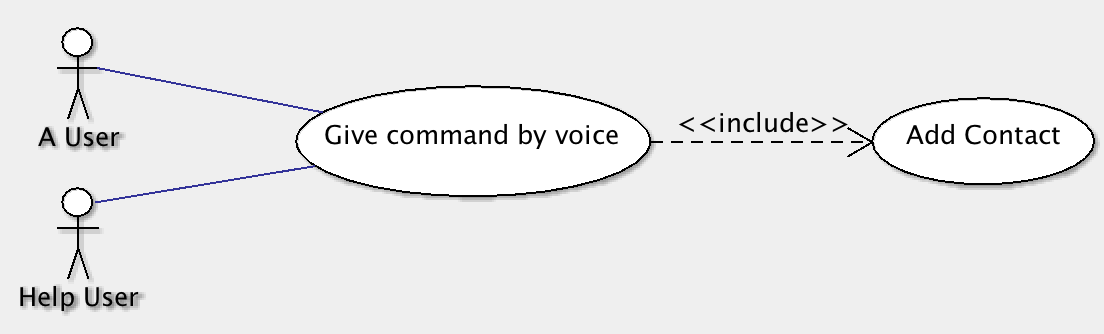 A User
Give command by voice
<<include>>
Add Contact
Help User